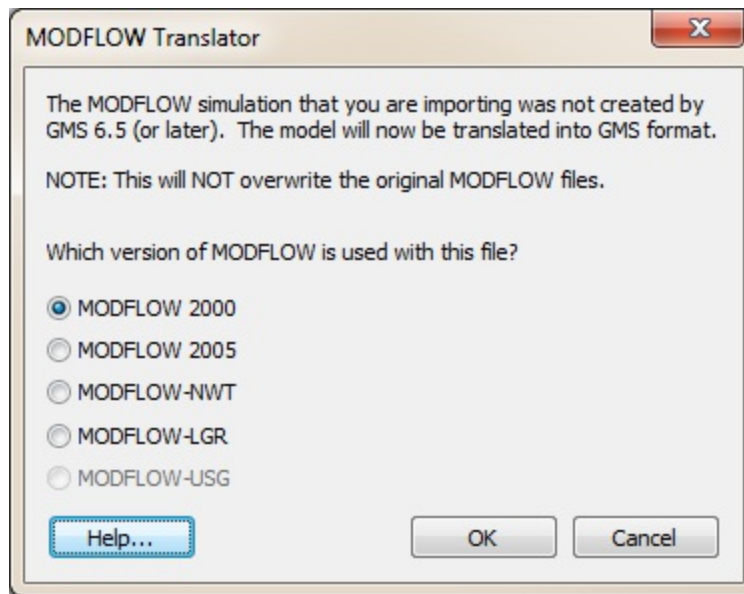 MODFLOW Translator
The MODFLOW simulation that you are importing was not created by
GMS 6.5 (or later). The model will now be translated into GMS format.
NOTE: This will NOT overwrite the original MODFLOW files.
Which version of MODFLOW is used with this file?
MODFLOW 2000
MODFLOW 2005
MODFLOW-NWT
MODFLOW-LGR
MODFLOW-USG
Help... OK Cancel